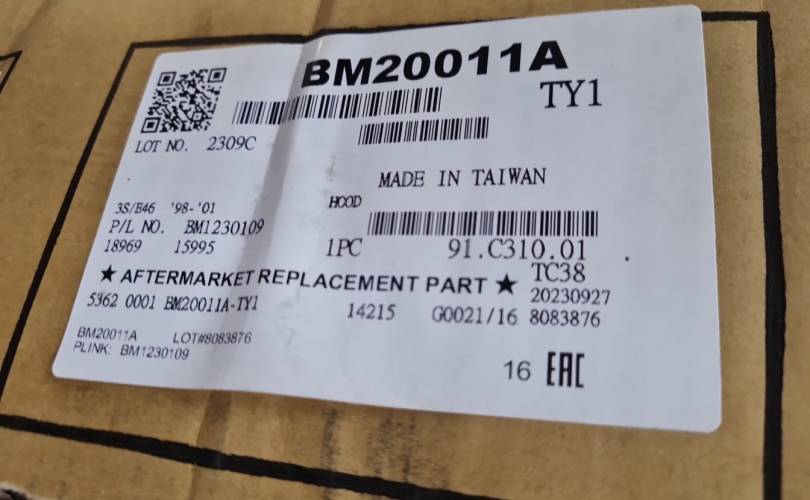 BM20011A
TY1
LOT NO. 2309C
MADE IN TAIWAN
3S/E46 '98-'01
HOOD
P/L NO. BM1230109
18969 15995
1PC 91.C310.01
TC38
★ AFTERMARKET REPLACEMENT PART ★
20230927
5362 0001 BM20011A-TY1
14215 G0021/16 8083876
BM20011A LOT#8083876
PLINK: BM1230109
16 EAC